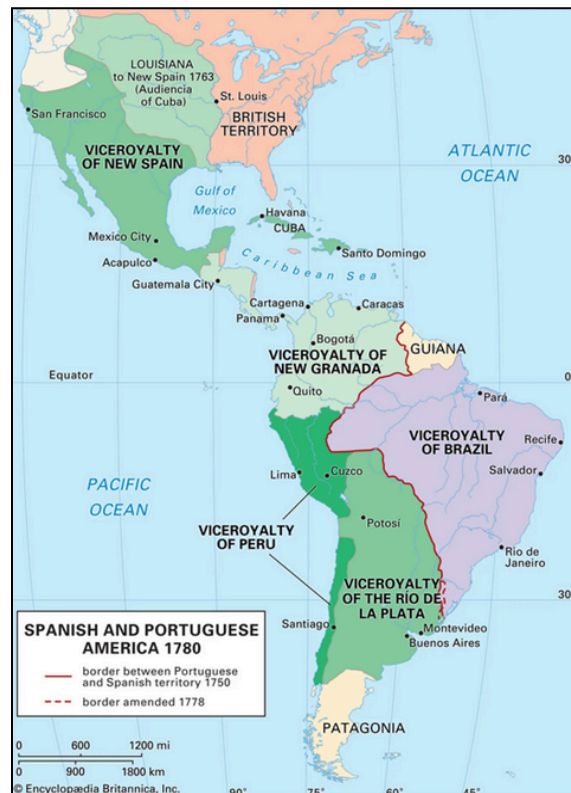 LOUISIANA
to New Spain 1763
(Audiencia
of Cuba)
St. Louis
BRITISH
TERRITORY
San Francisco
VICEROYALTY
OF NEW SPAIN
ATLANTIC
OCEAN
30
Gulf of
Mexico
Havana
CUBA
Mexico City
Santo Domingo
Acapulco
Caribbean Sea
Guatemala City
Cartagena
Caracas
Panama
Bogotá
GUIANA
VICEROYALTY OF
NEW GRANADA
Equator
0
Quito
Pará
VICEROYALTY
OF BRAZIL
Recife
Lima
Cuzco
Salvador
PACIFIC
OCEAN
Potosí
VICEROYALTY
OF PERU
Rio de
Janeiro
VICEROYALTY
OF THE RÍO DE
LA PLATA
30
Santiago
Montevideo
Buenos Aires
SPANISH AND PORTUGUESE
AMERICA 1780
border between Portuguese
and Spanish territory 1750
border amended 1778
PATAGONIA
0 600 1200 mi
0 900 1800 km
© Encyclopædia Britannica, Inc.
90° 75° 60° 45°